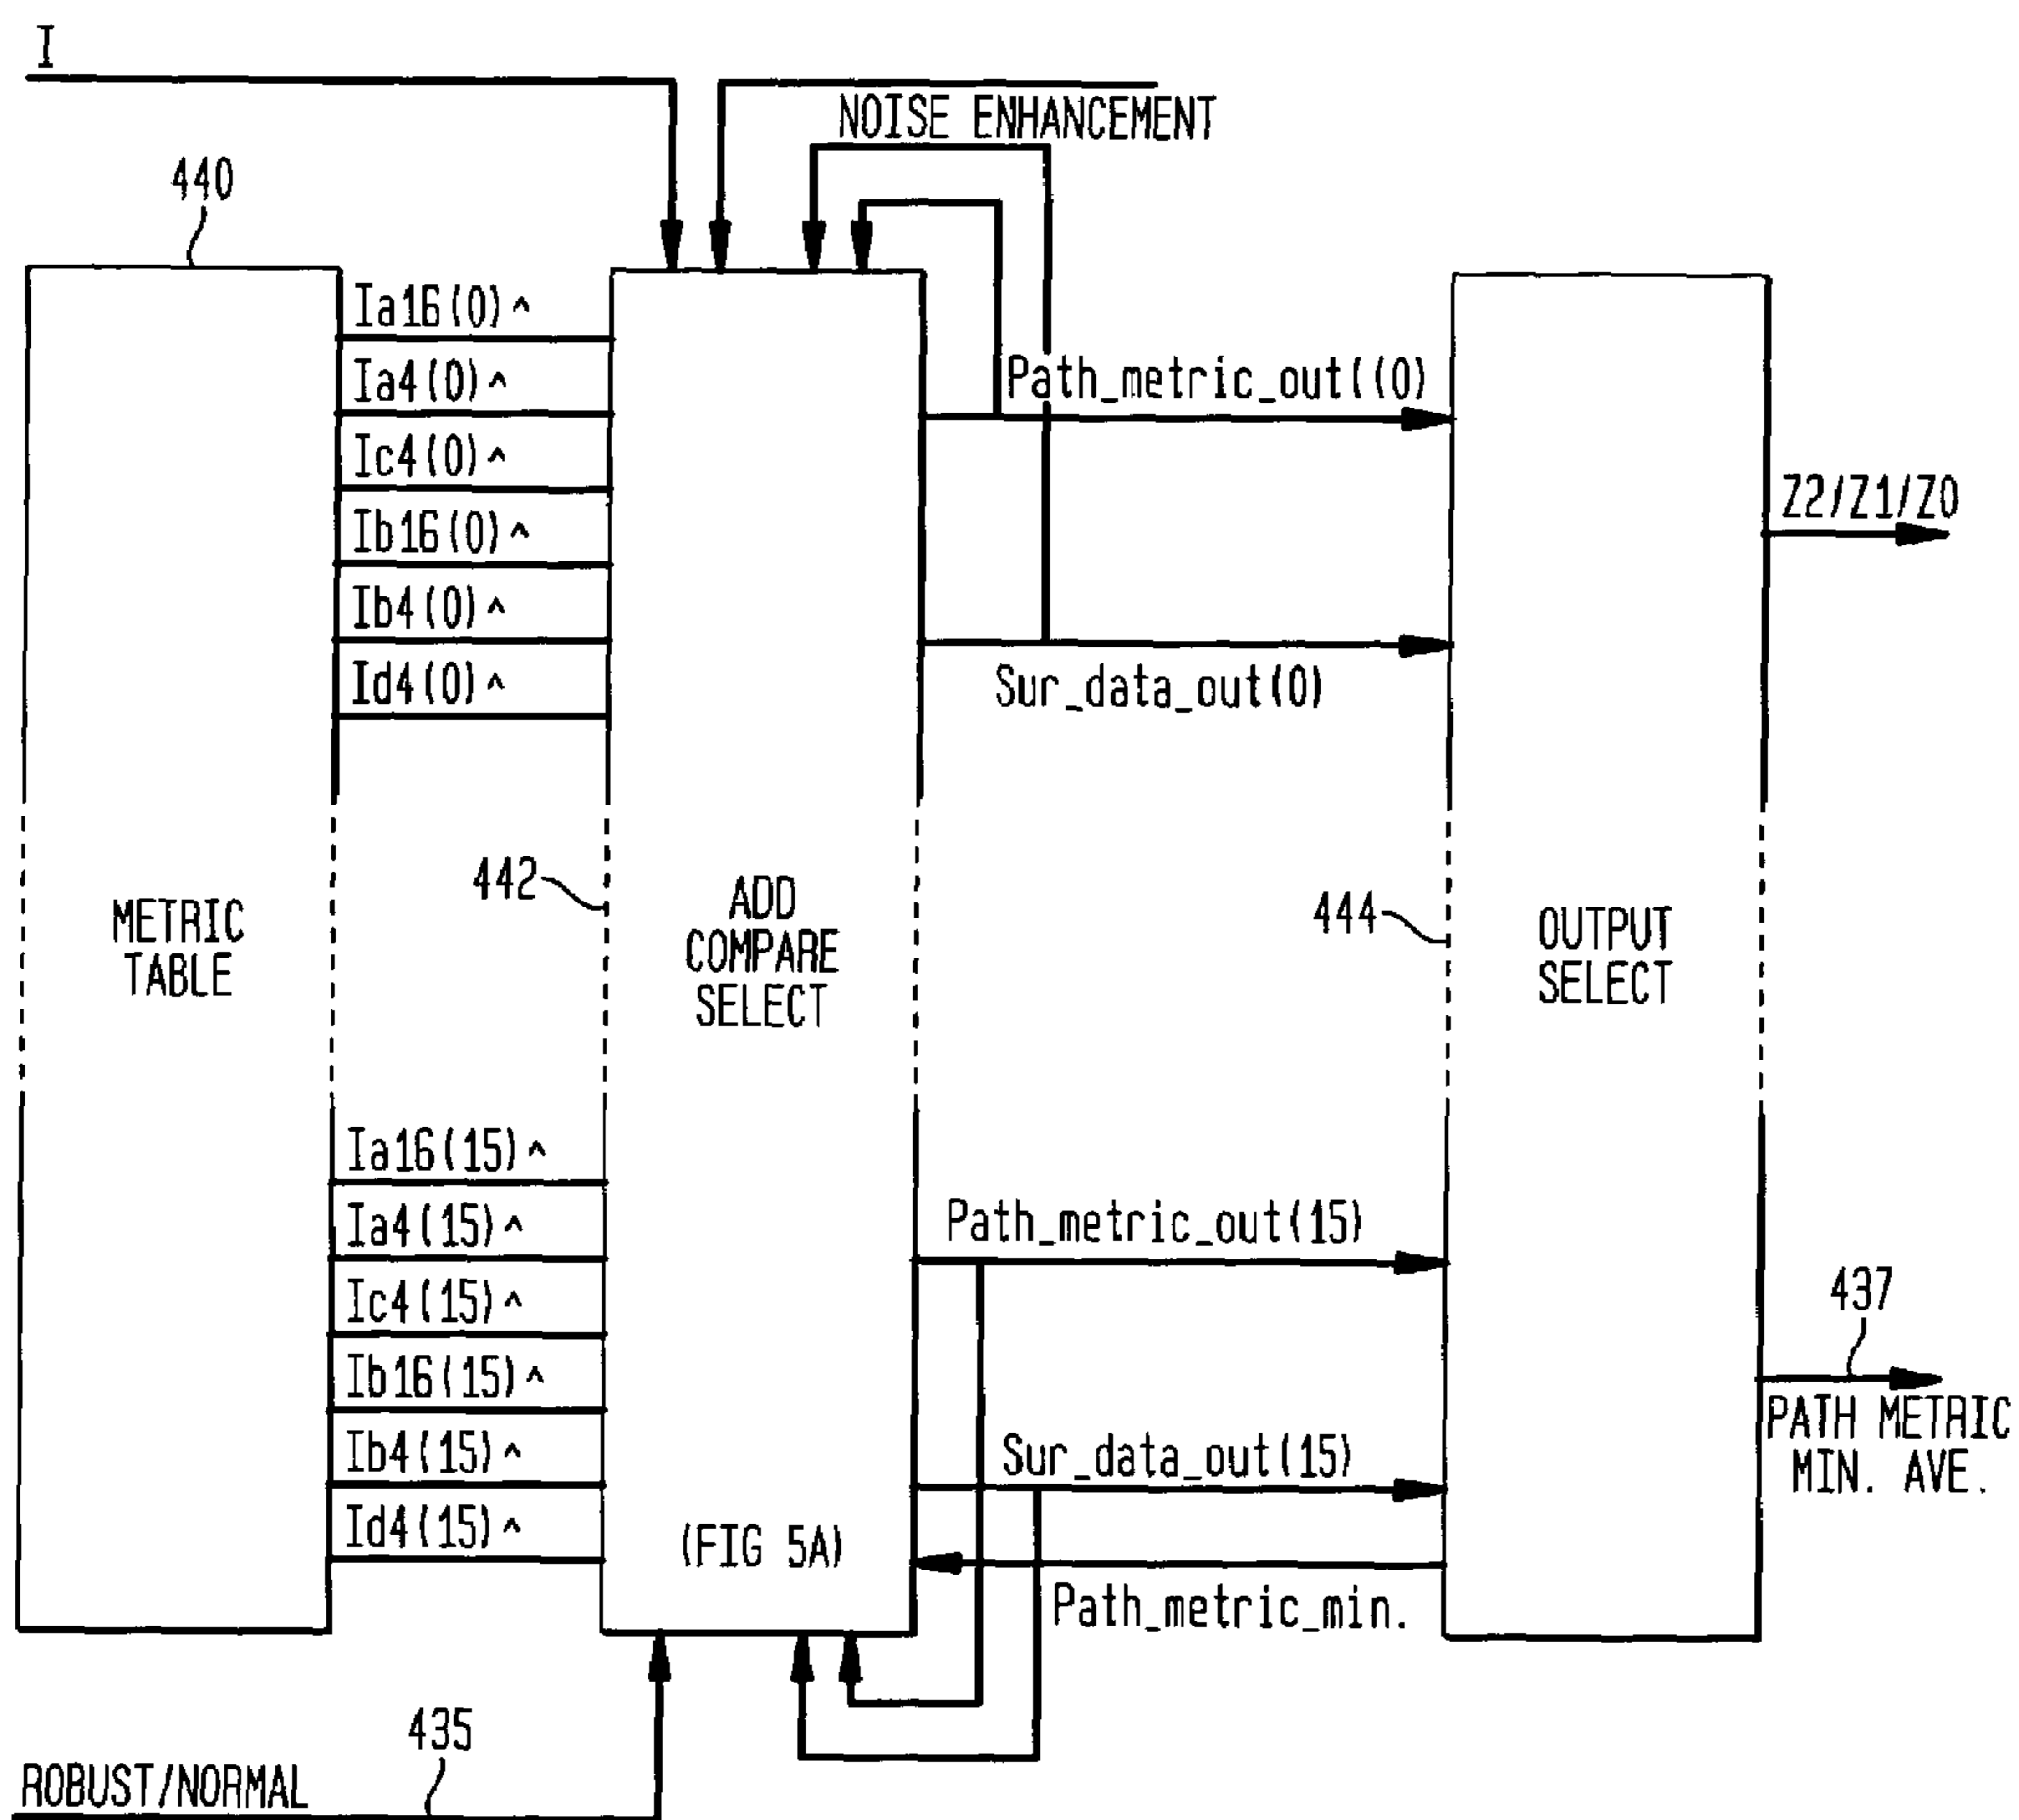 I
NOISE ENHANCEMENT
440
Ia16(0)^
Ia4(0)^
Ic4(0)^
Ib16(0)^
Ib4(0)^
Id4(0)^
Path_metric_out((0)
Sur_data_out(0)
Z2/Z1/Z0
METRIC
TABLE
442
ADD
COMPARE
SELECT
444
OUTPUT
SELECT
Ia16(15)^
Ia4(15)^
Ic4(15)^
Ib16(15)^
Ib4(15)^
Id4(15)^
(FIG 5A)
Path_metric_out(15)
Sur_data_out(15)
Path_metric_min.
437
PATH METRIC
MIN. AVE.
435
ROBUST/NORMAL